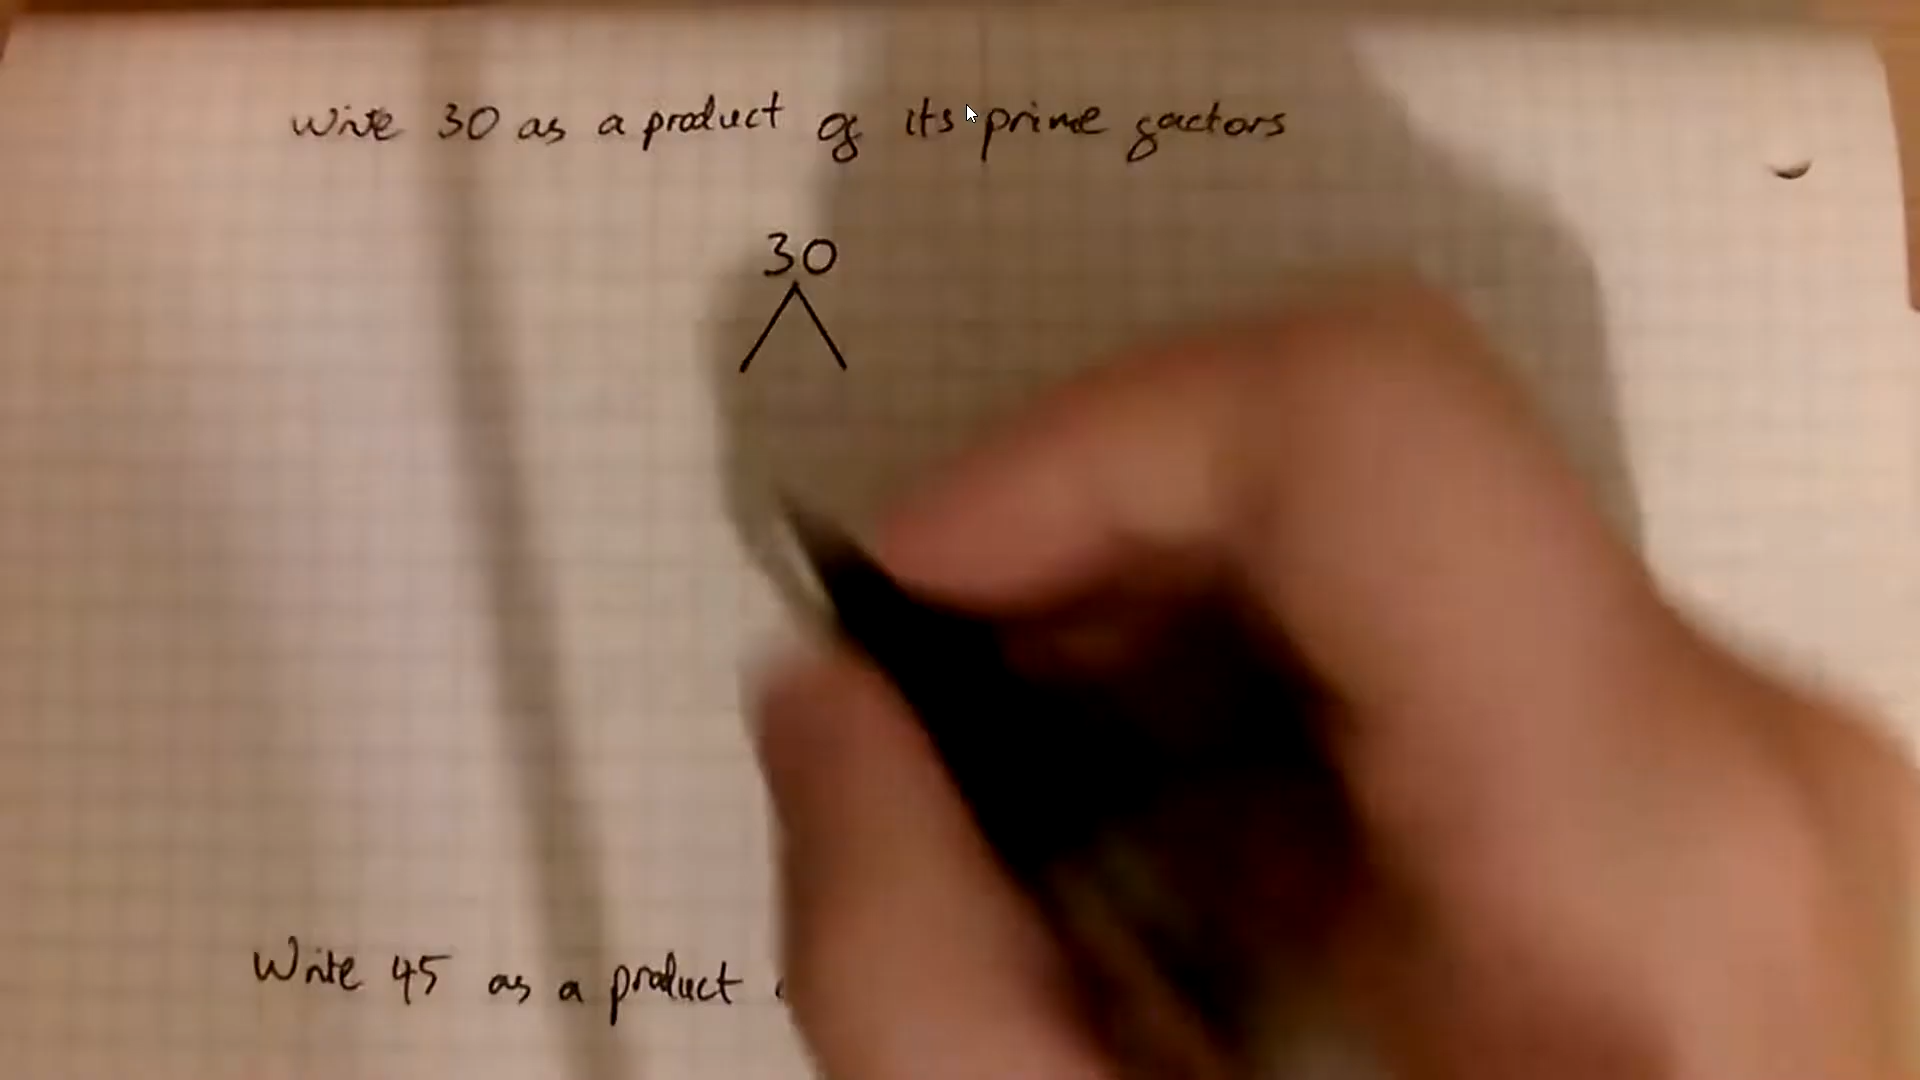 Write 30 as a product of its prime factors
30
Write 45 as a product